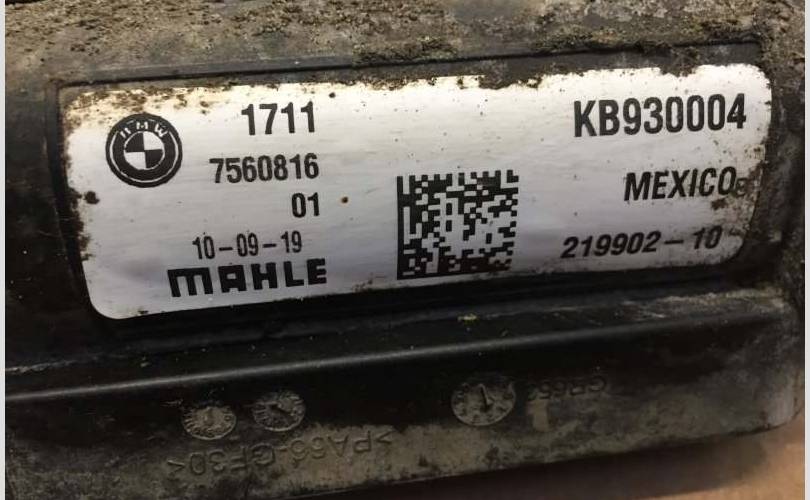 BMW
1711
7560816
01
10-09-19
MAHLE
KB930004
MEXICO
219902-10
>PA66-GF30<